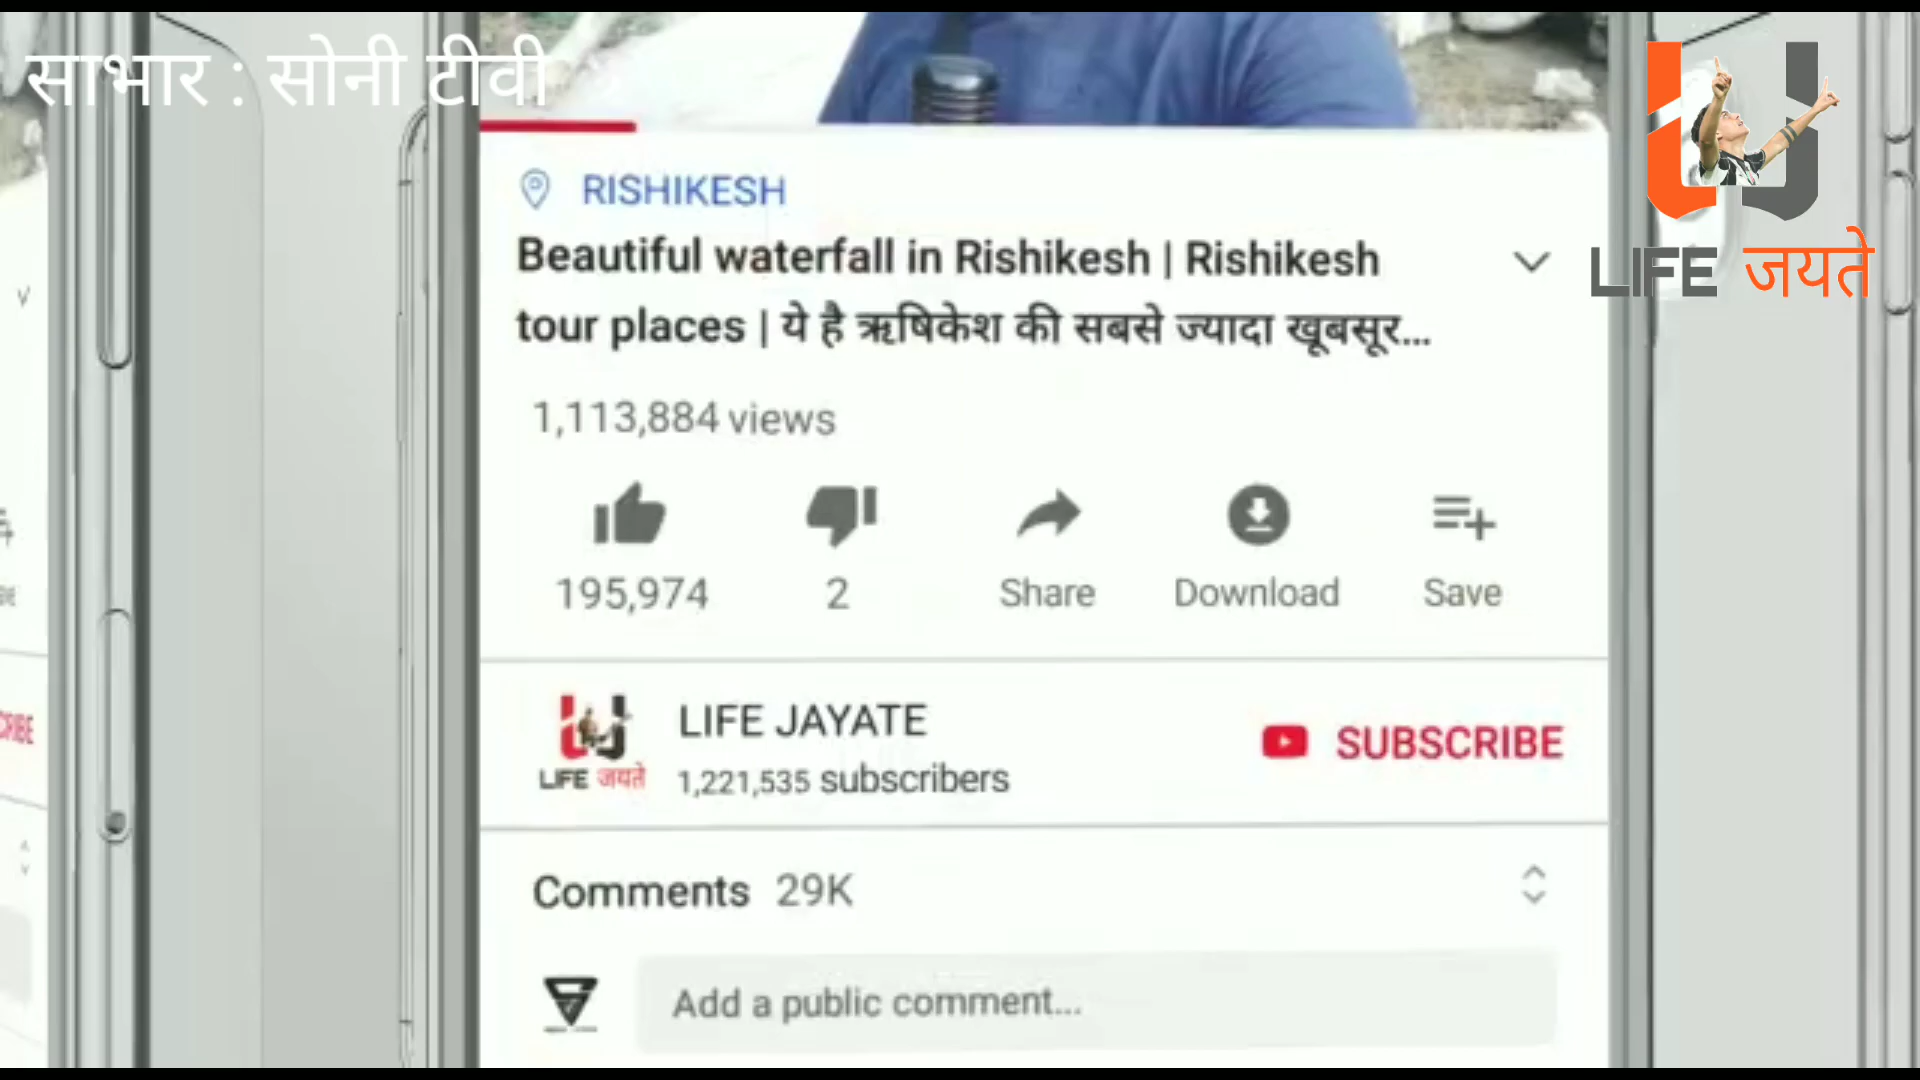 साभार : सोनी टीवी
RISHIKESH
Beautiful waterfall in Rishikesh | Rishikesh
tour places | ये है ऋषिकेश की सबसे ज्यादा खूबसूर...
1,113,884 views
195,974
2
Share
Download
Save
LIFE JAYATE
1,221,535 subscribers
LIFE जयते
SUBSCRIBE
Comments 29K
Add a public comment...
LIFE जयते